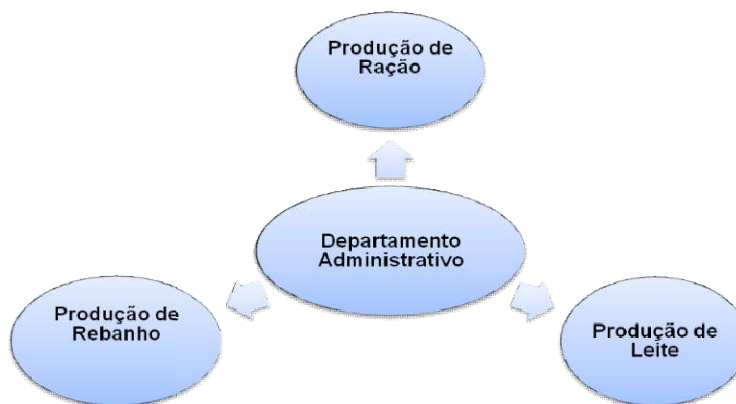 Produção de
Ração
Departamento
Administrativo
Produção de
Rebanho
Produção de
Leite